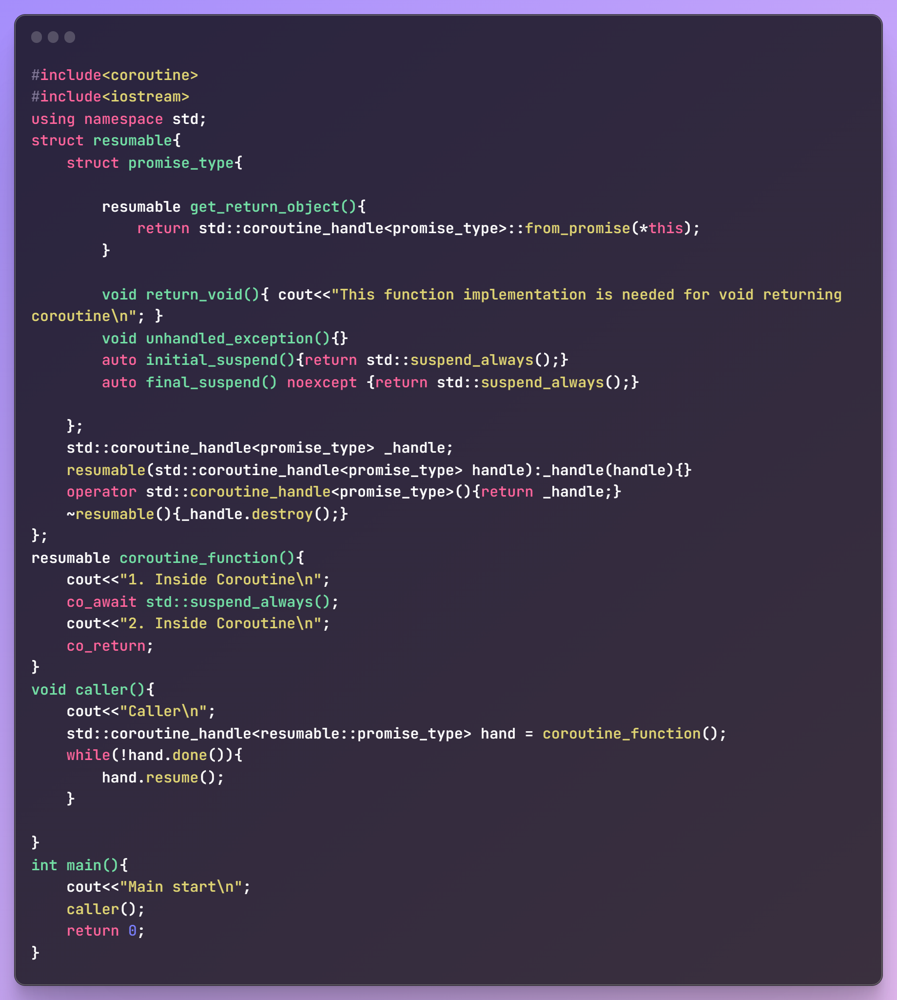 #include<coroutine>
#include<iostream>
using namespace std;
struct resumable{
    struct promise_type{

        resumable get_return_object(){
            return std::coroutine_handle<promise_type>::from_promise(*this);
        }

        void return_void(){ cout<<"This function implementation is needed for void returning
coroutine\n"; }
        void unhandled_exception(){}
        auto initial_suspend(){return std::suspend_always();}
        auto final_suspend() noexcept {return std::suspend_always();}

    };
    std::coroutine_handle<promise_type> _handle;
    resumable(std::coroutine_handle<promise_type> handle):_handle(handle){}
    operator std::coroutine_handle<promise_type>(){return _handle;}
    ~resumable(){_handle.destroy();}
};
resumable coroutine_function(){
    cout<<"1. Inside Coroutine\n";
    co_await std::suspend_always();
    cout<<"2. Inside Coroutine\n";
    co_return;
}
void caller(){
    cout<<"Caller\n";
    std::coroutine_handle<resumable::promise_type> hand = coroutine_function();
    while(!hand.done()){
        hand.resume();
    }

}
int main(){
    cout<<"Main start\n";
    caller();
    return 0;
}